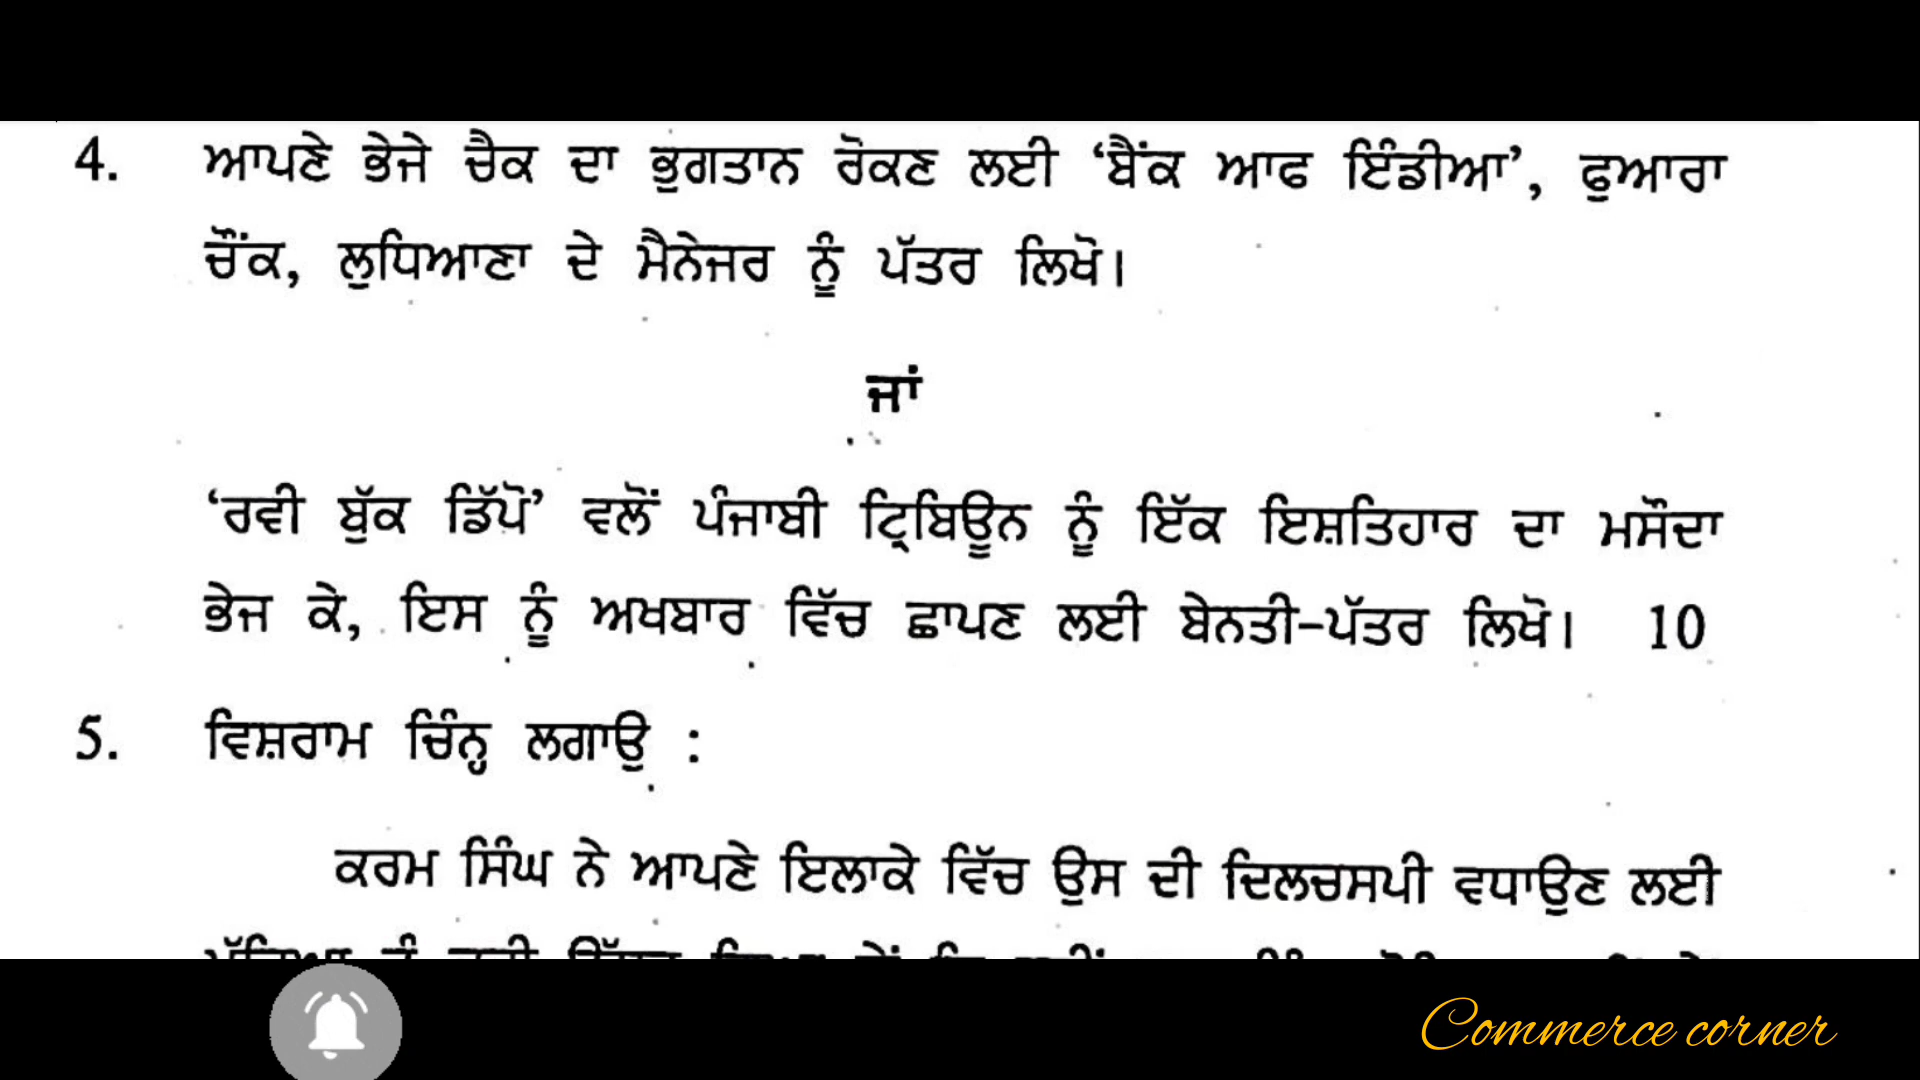 4. ਆਪਣੇ ਭੇਜੇ ਚੈਕ ਦਾ ਭੁਗਤਾਨ ਰੋਕਣ ਲਈ ‘ਬੈਂਕ ਆਫ ਇੰਡੀਆ’, ਫੁਆਰਾ
ਚੌਂਕ, ਲੁਧਿਆਣਾ ਦੇ ਮੈਨੇਜਰ ਨੂੰ ਪੱਤਰ ਲਿਖੋ।
ਜਾਂ
‘ਰਵੀ ਬੁੱਕ ਡਿੱਪੋ’ ਵਲੋਂ ਪੰਜਾਬੀ ਟ੍ਰਿਬਿਊਨ ਨੂੰ ਇੱਕ ਇਸ਼ਤਿਹਾਰ ਦਾ ਮਸੌਦਾ
ਭੇਜ ਕੇ, ਇਸ ਨੂੰ ਅਖਬਾਰ ਵਿੱਚ ਛਾਪਣ ਲਈ ਬੇਨਤੀ-ਪੱਤਰ ਲਿਖੋ। 10
5. ਵਿਸ਼ਰਾਮ ਚਿੰਨ੍ਹ ਲਗਾਉ :
ਕਰਮ ਸਿੰਘ ਨੇ ਆਪਣੇ ਇਲਾਕੇ ਵਿੱਚ ਉਸ ਦੀ ਦਿਲਚਸਪੀ ਵਧਾਉਣ ਲਈ
Commerce corner